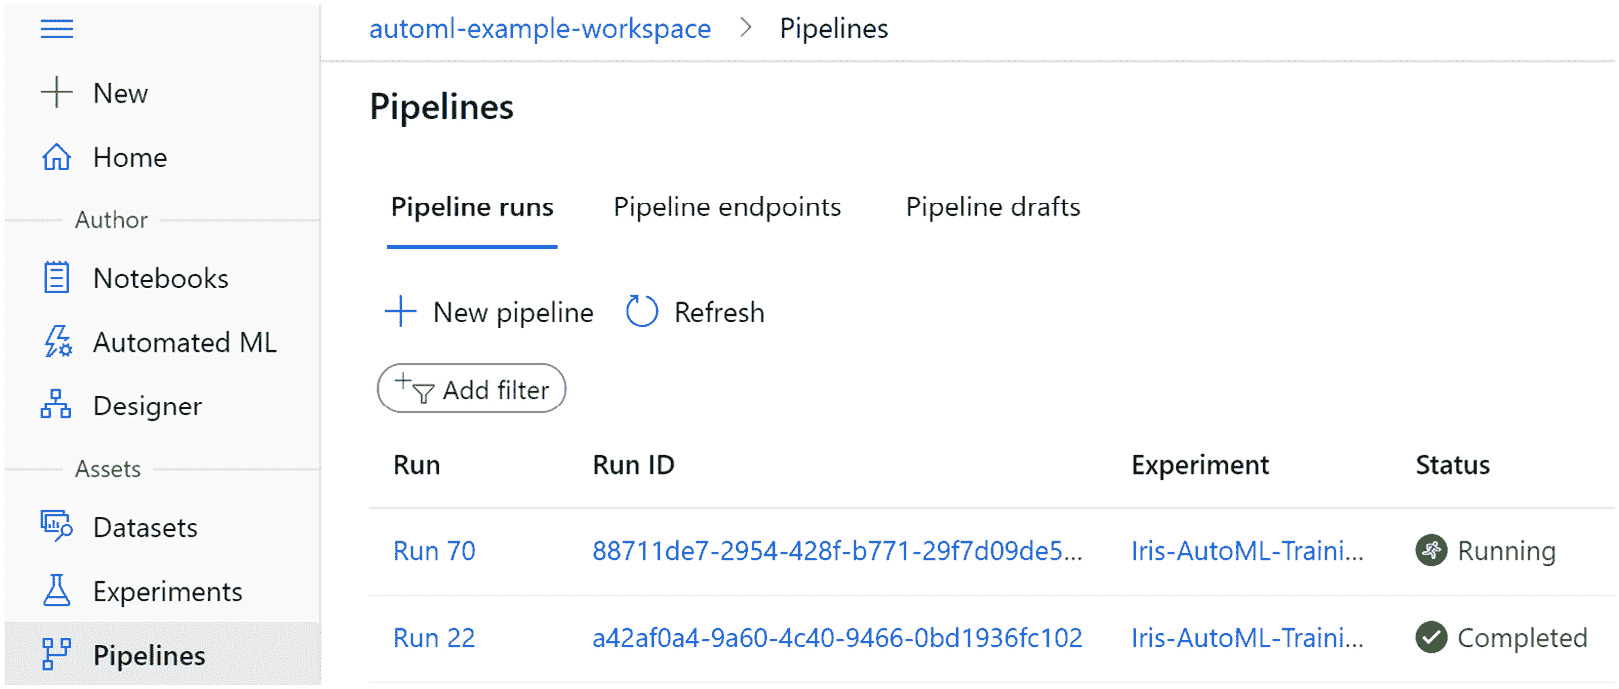 automl-example-workspace > Pipelines
New
Home
Author
Notebooks
Automated ML
Designer
Assets
Datasets
Experiments
Pipelines
Pipelines
Pipeline runs Pipeline endpoints Pipeline drafts
New pipeline Refresh
Add filter
Run Run ID Experiment Status
Run 70 88711de7-2954-428f-b771-29f7d09de5... Iris-AutoML-Traini... Running
Run 22 a42af0a4-9a60-4c40-9466-0bd1936fc102 Iris-AutoML-Traini... Completed